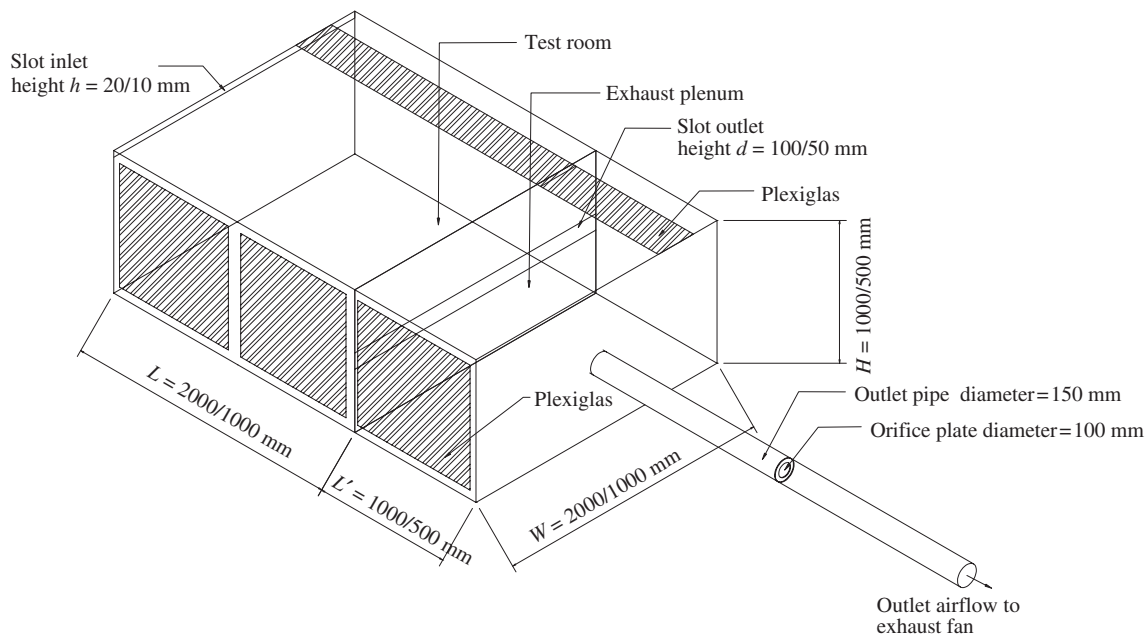 Test room
Slot inlet
height h = 20/10 mm
Exhaust plenum
Slot outlet
height d = 100/50 mm
Plexiglas
H = 1000/500 mm
L = 2000/1000 mm
Plexiglas
Outlet pipe diameter=150 mm
Orifice plate diameter=100 mm
L′ = 1000/500 mm
W = 2000/1000 mm
Outlet airflow to
exhaust fan